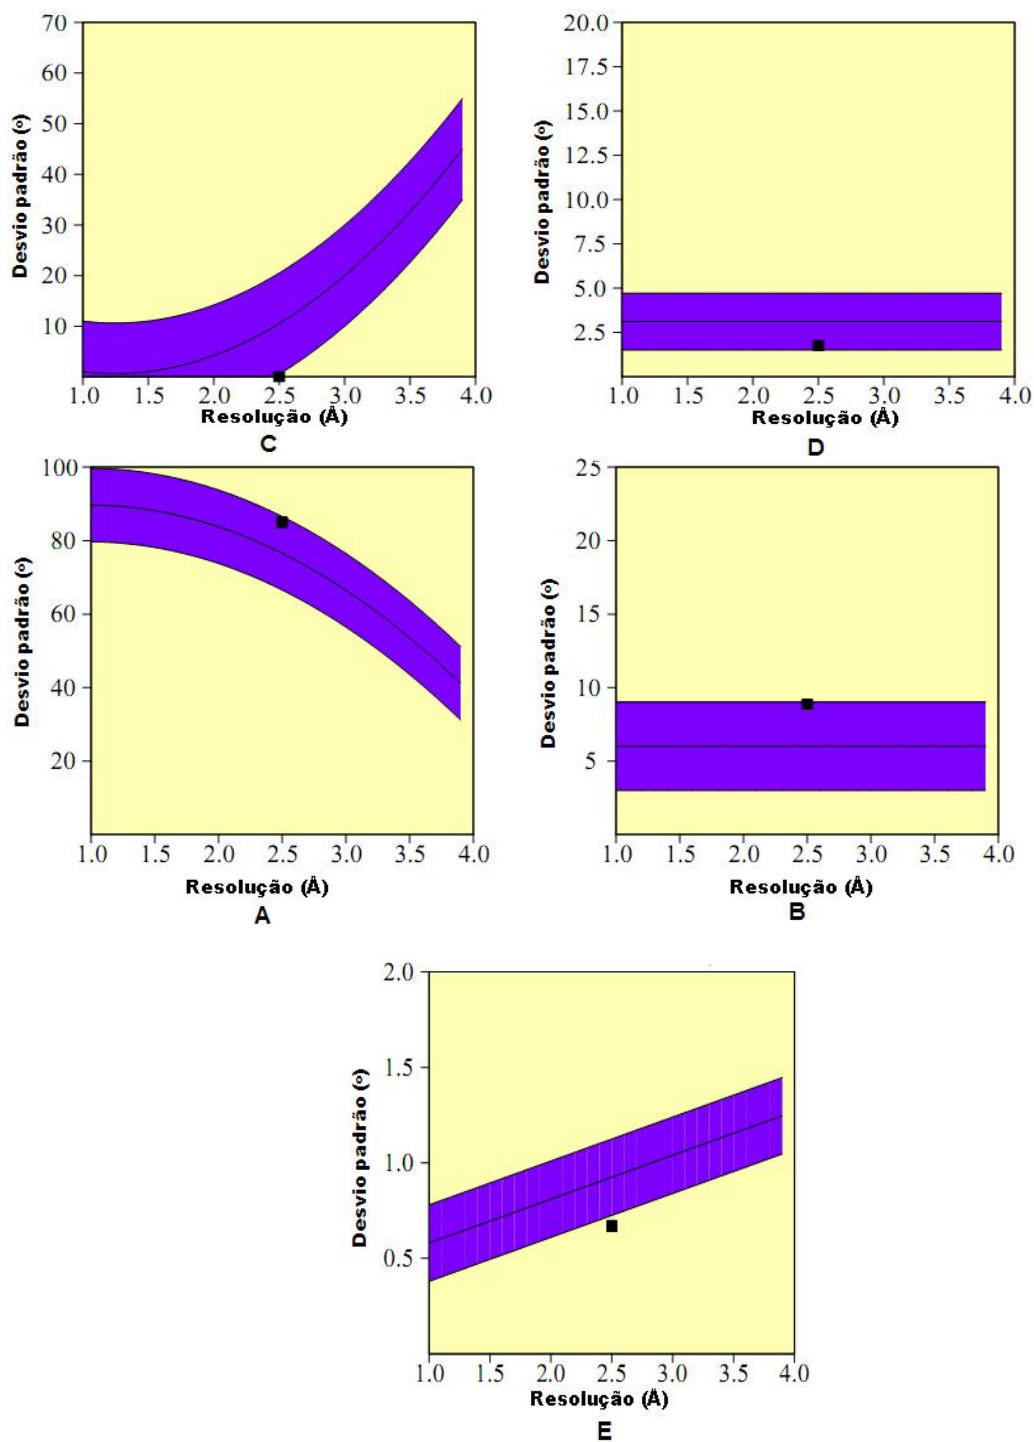 70
60
50
40
30
20
10
Desvio padrão (º)
1.0 1.5 2.0 2.5 3.0 3.5 4.0
Resolução (Å)
C
20.0
17.5
15.0
12.5
10.0
7.5
5.0
2.5
Desvio padrão (º)
1.0 1.5 2.0 2.5 3.0 3.5 4.0
Resolução (Å)
D
100
80
60
40
20
Desvio padrão (º)
1.0 1.5 2.0 2.5 3.0 3.5 4.0
Resolução (Å)
A
25
20
15
10
5
Desvio padrão (º)
1.0 1.5 2.0 2.5 3.0 3.5 4.0
Resolução (Å)
B
2.0
1.5
1.0
0.5
Desvio padrão (º)
1.0 1.5 2.0 2.5 3.0 3.5 4.0
Resolução (Å)
E